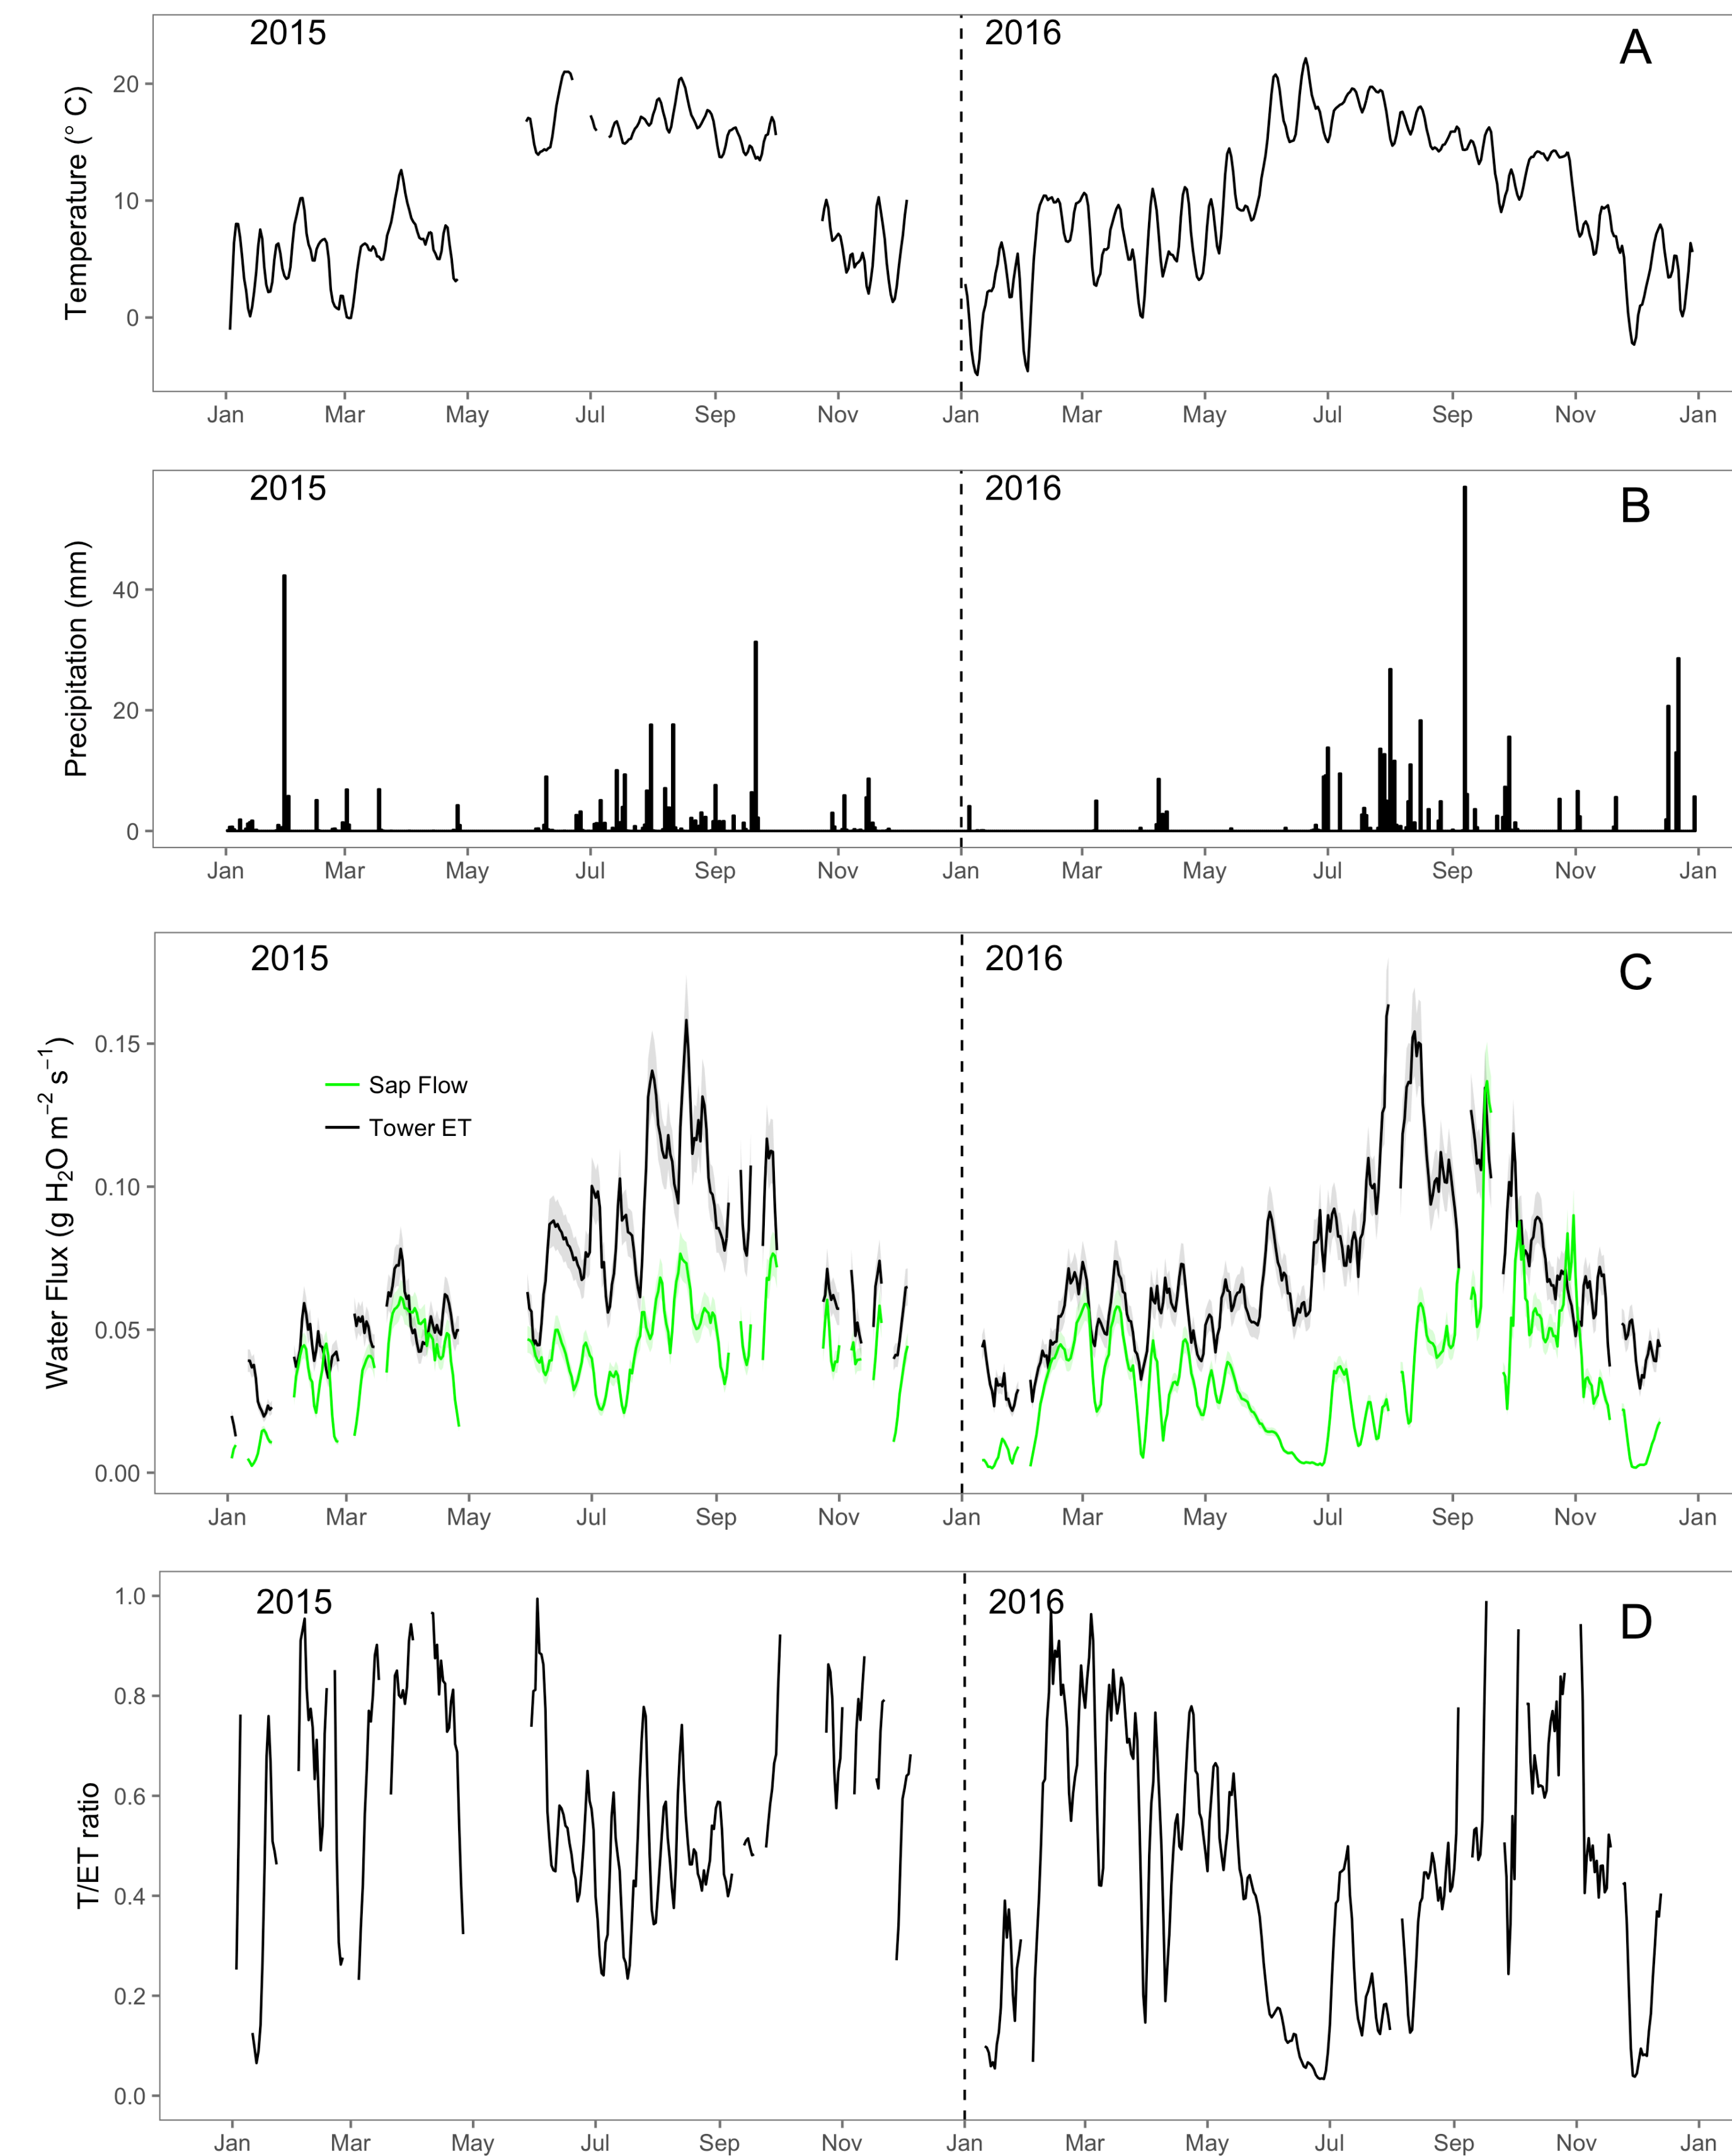 2015
2016
A
Temperature (° C)
20
10
0
Jan Mar May Jul Sep Nov Jan Mar May Jul Sep Nov Jan
2015
2016
B
Precipitation (mm)
40
20
0
Jan Mar May Jul Sep Nov Jan Mar May Jul Sep Nov Jan
2015
2016
C
Water Flux (g H₂O m⁻² s⁻¹)
0.15
0.10
0.05
0.00
Sap Flow
Tower ET
Jan Mar May Jul Sep Nov Jan Mar May Jul Sep Nov Jan
2015
2016
D
T/ET ratio
1.0
0.8
0.6
0.4
0.2
0.0
Jan Mar May Jul Sep Nov Jan Mar May Jul Sep Nov Jan